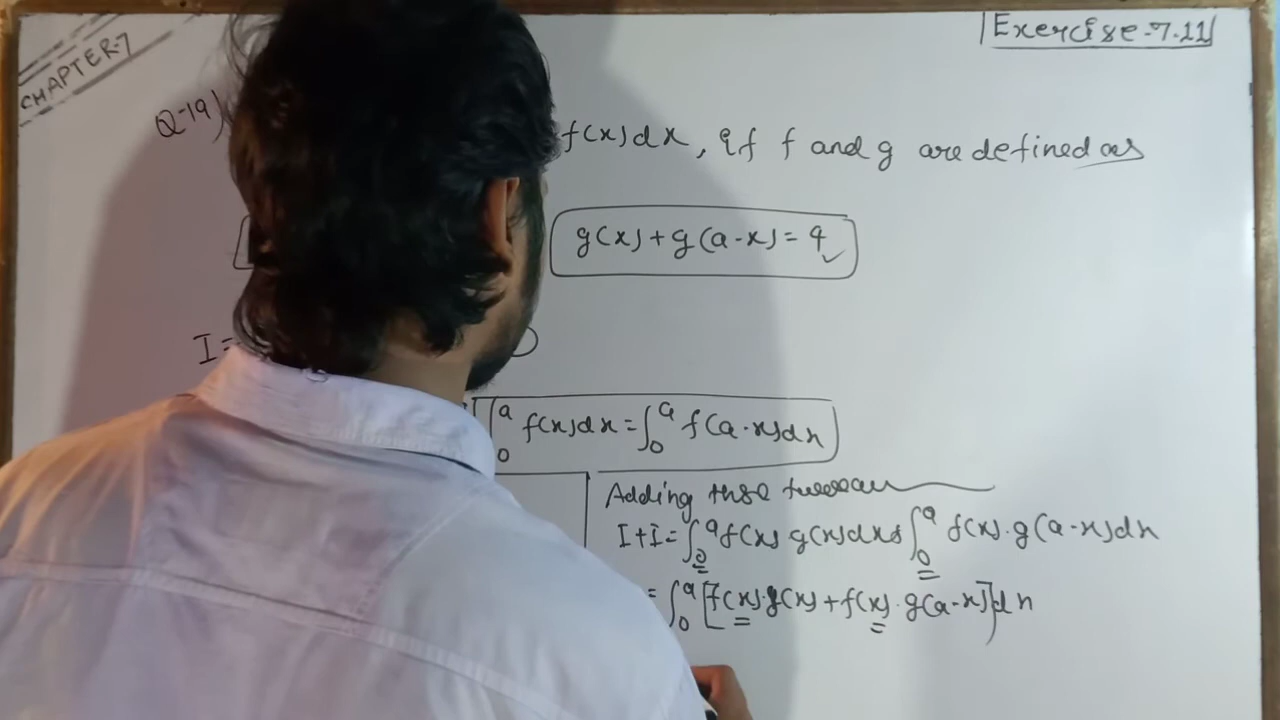 CHAPTER-7
Exercise-7.11
Q-19)
f(x)dx, if f and g are defined as
g(x)+g(a-x)=4
I=
∫₀ᵃ f(x)dx=∫₀ᵃ f(a-x)dx
Adding
I+I=∫₀ᵃ f(x) g(x)dx+∫₀ᵃ f(x).g(a-x)dx
=∫₀ᵃ [f(x).g(x)+f(x).g(a-x)]dx